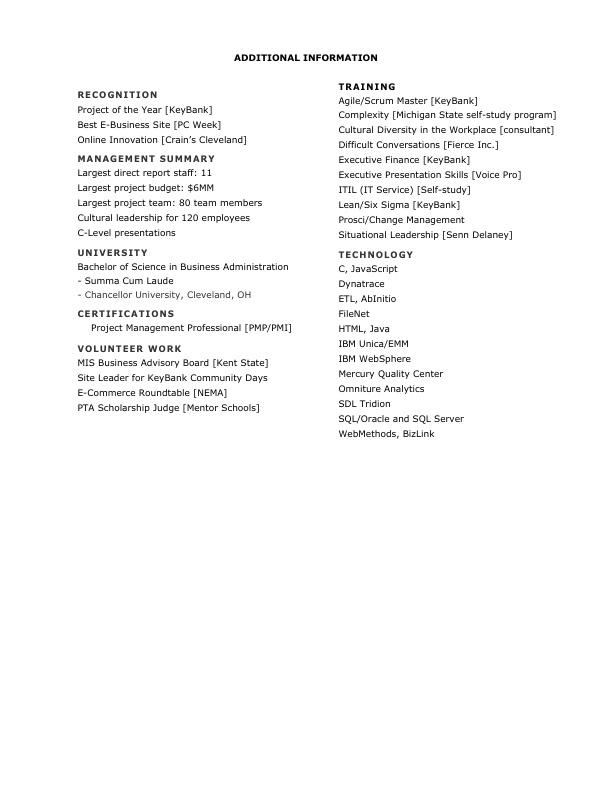 ADDITIONAL INFORMATION
RECOGNITION
Project of the Year [KeyBank]
Best E-Business Site [PC Week]
Online Innovation [Crain’s Cleveland]
MANAGEMENT SUMMARY
Largest direct report staff: 11
Largest project budget: $6MM
Largest project team: 80 team members
Cultural leadership for 120 employees
C-Level presentations
UNIVERSITY
Bachelor of Science in Business Administration
- Summa Cum Laude
- Chancellor University, Cleveland, OH
CERTIFICATIONS
Project Management Professional [PMP/PMI]
VOLUNTEER WORK
MIS Business Advisory Board [Kent State]
Site Leader for KeyBank Community Days
E-Commerce Roundtable [NEMA]
PTA Scholarship Judge [Mentor Schools]
TRAINING
Agile/Scrum Master [KeyBank]
Complexity [Michigan State self-study program]
Cultural Diversity in the Workplace [consultant]
Difficult Conversations [Fierce Inc.]
Executive Finance [KeyBank]
Executive Presentation Skills [Voice Pro]
ITIL (IT Service) [Self-study]
Lean/Six Sigma [KeyBank]
Prosci/Change Management
Situational Leadership [Senn Delaney]
TECHNOLOGY
C, JavaScript
Dynatrace
ETL, AbInitio
FileNet
HTML, Java
IBM Unica/EMM
IBM WebSphere
Mercury Quality Center
Omniture Analytics
SDL Tridion
SQL/Oracle and SQL Server
WebMethods, BizLink